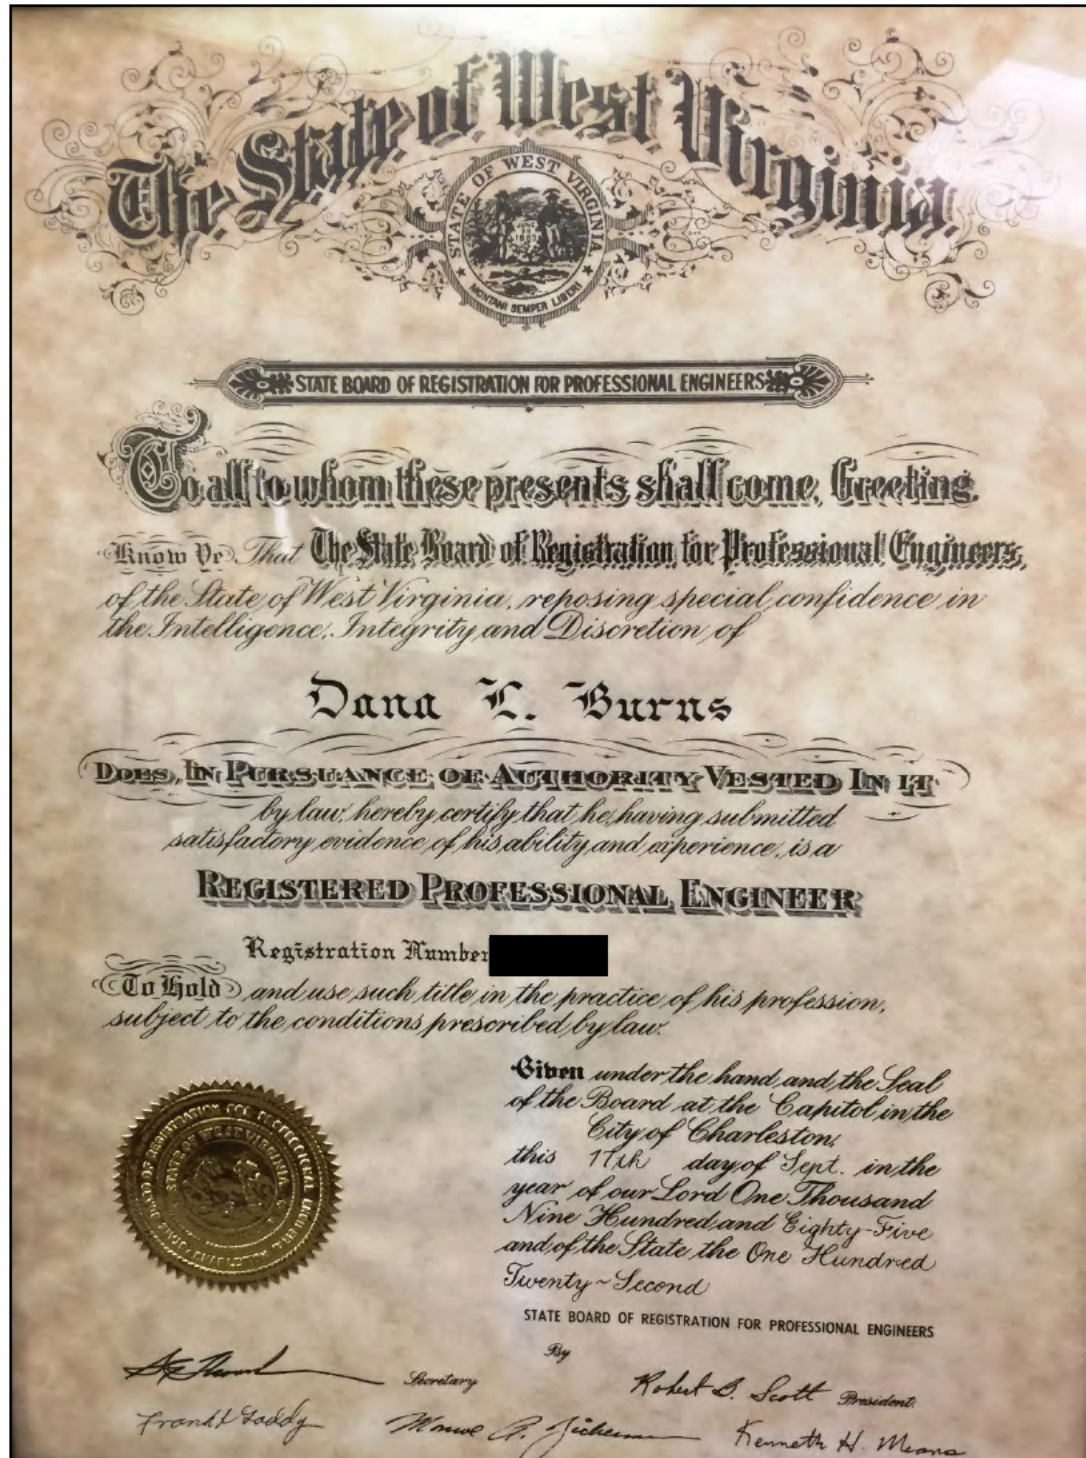 The State of West Virginia
STATE OF WEST VIRGINIA
MONTANI SEMPER LIBERI
STATE BOARD OF REGISTRATION FOR PROFESSIONAL ENGINEERS
To all to whom these presents shall come, Greeting.
Know Ye That The State Board of Registration for Professional Engineers,
of the State of West Virginia, reposing special confidence in
the Intelligence, Integrity and Discretion of
Dana L. Burns
DOES, IN PURSUANCE OF AUTHORITY VESTED IN IT
by law, hereby certify that he, having submitted
satisfactory evidence of his ability and experience, is a
REGISTERED PROFESSIONAL ENGINEER
Registration Number
To Hold and use such title in the practice of his profession,
subject to the conditions prescribed by law.
Given under the hand and the Seal
of the Board at the Capitol in the
City of Charleston,
this 17th day of Sept. in the
year of our Lord One Thousand
Nine Hundred and Eighty-Five
and of the State the One Hundred
Twenty-Second
STATE OF WEST VIRGINIA
STATE BOARD OF REGISTRATION FOR PROFESSIONAL ENGINEERS
By
Secretary
Robert B. Scott President
Kenneth H. Means